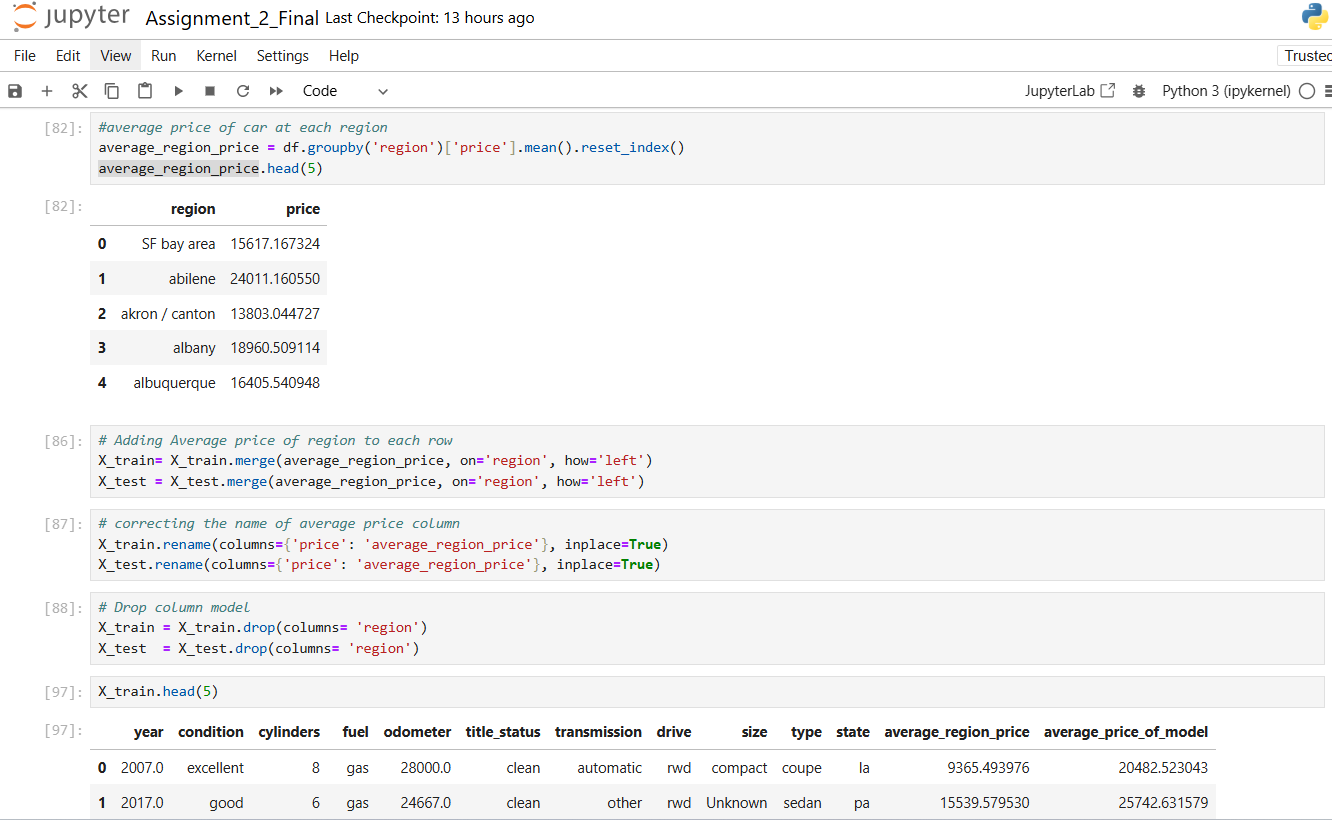 jupyter Assignment_2_Final Last Checkpoint: 13 hours ago
File Edit View Run Kernel Settings Help Trusted
Code JupyterLab Python 3 (ipykernel)
[82]: #average price of car at each region
average_region_price = df.groupby('region')['price'].mean().reset_index()
average_region_price.head(5)
[82]: region price
0 SF bay area 15617.167324
1 abilene 24011.160550
2 akron / canton 13803.044727
3 albany 18960.509114
4 albuquerque 16405.540948
[86]: # Adding Average price of region to each row
X_train= X_train.merge(average_region_price, on='region', how='left')
X_test = X_test.merge(average_region_price, on='region', how='left')
[87]: # correcting the name of average price column
X_train.rename(columns={'price': 'average_region_price'}, inplace=True)
X_test.rename(columns={'price': 'average_region_price'}, inplace=True)
[88]: # Drop column model
X_train = X_train.drop(columns= 'region')
X_test  = X_test.drop(columns= 'region')
[97]: X_train.head(5)
[97]: year condition cylinders fuel odometer title_status transmission drive size type state average_region_price average_price_of_model
0 2007.0 excellent 8 gas 28000.0 clean automatic rwd compact coupe la 9365.493976 20482.523043
1 2017.0 good 6 gas 24667.0 clean other rwd Unknown sedan pa 15539.579530 25742.631579